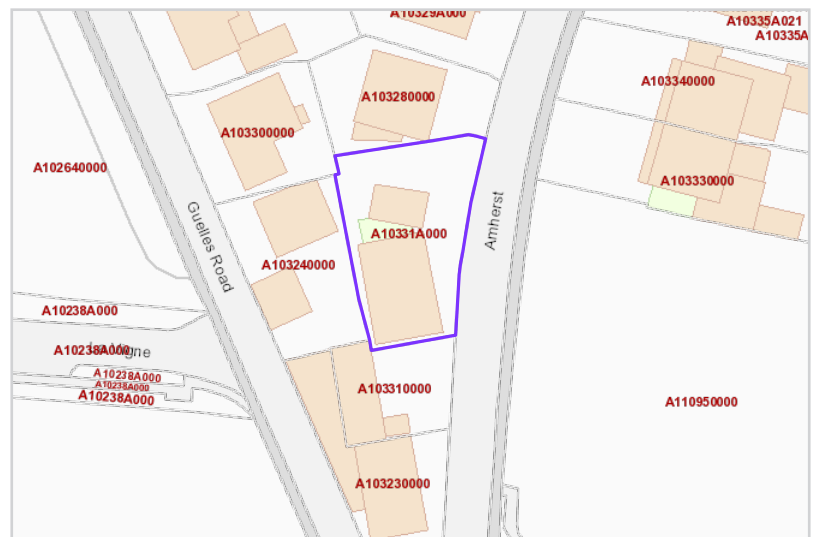 A10329A000
A10335A021
A10335A
A103280000
A103340000
A103300000
A102640000
A103330000
Guelles Road
Amherst
A10331A000
A103240000
A10238A000
A10238A000
A10238A000
A10238A000
A10238A000
A103310000
A110950000
A103230000